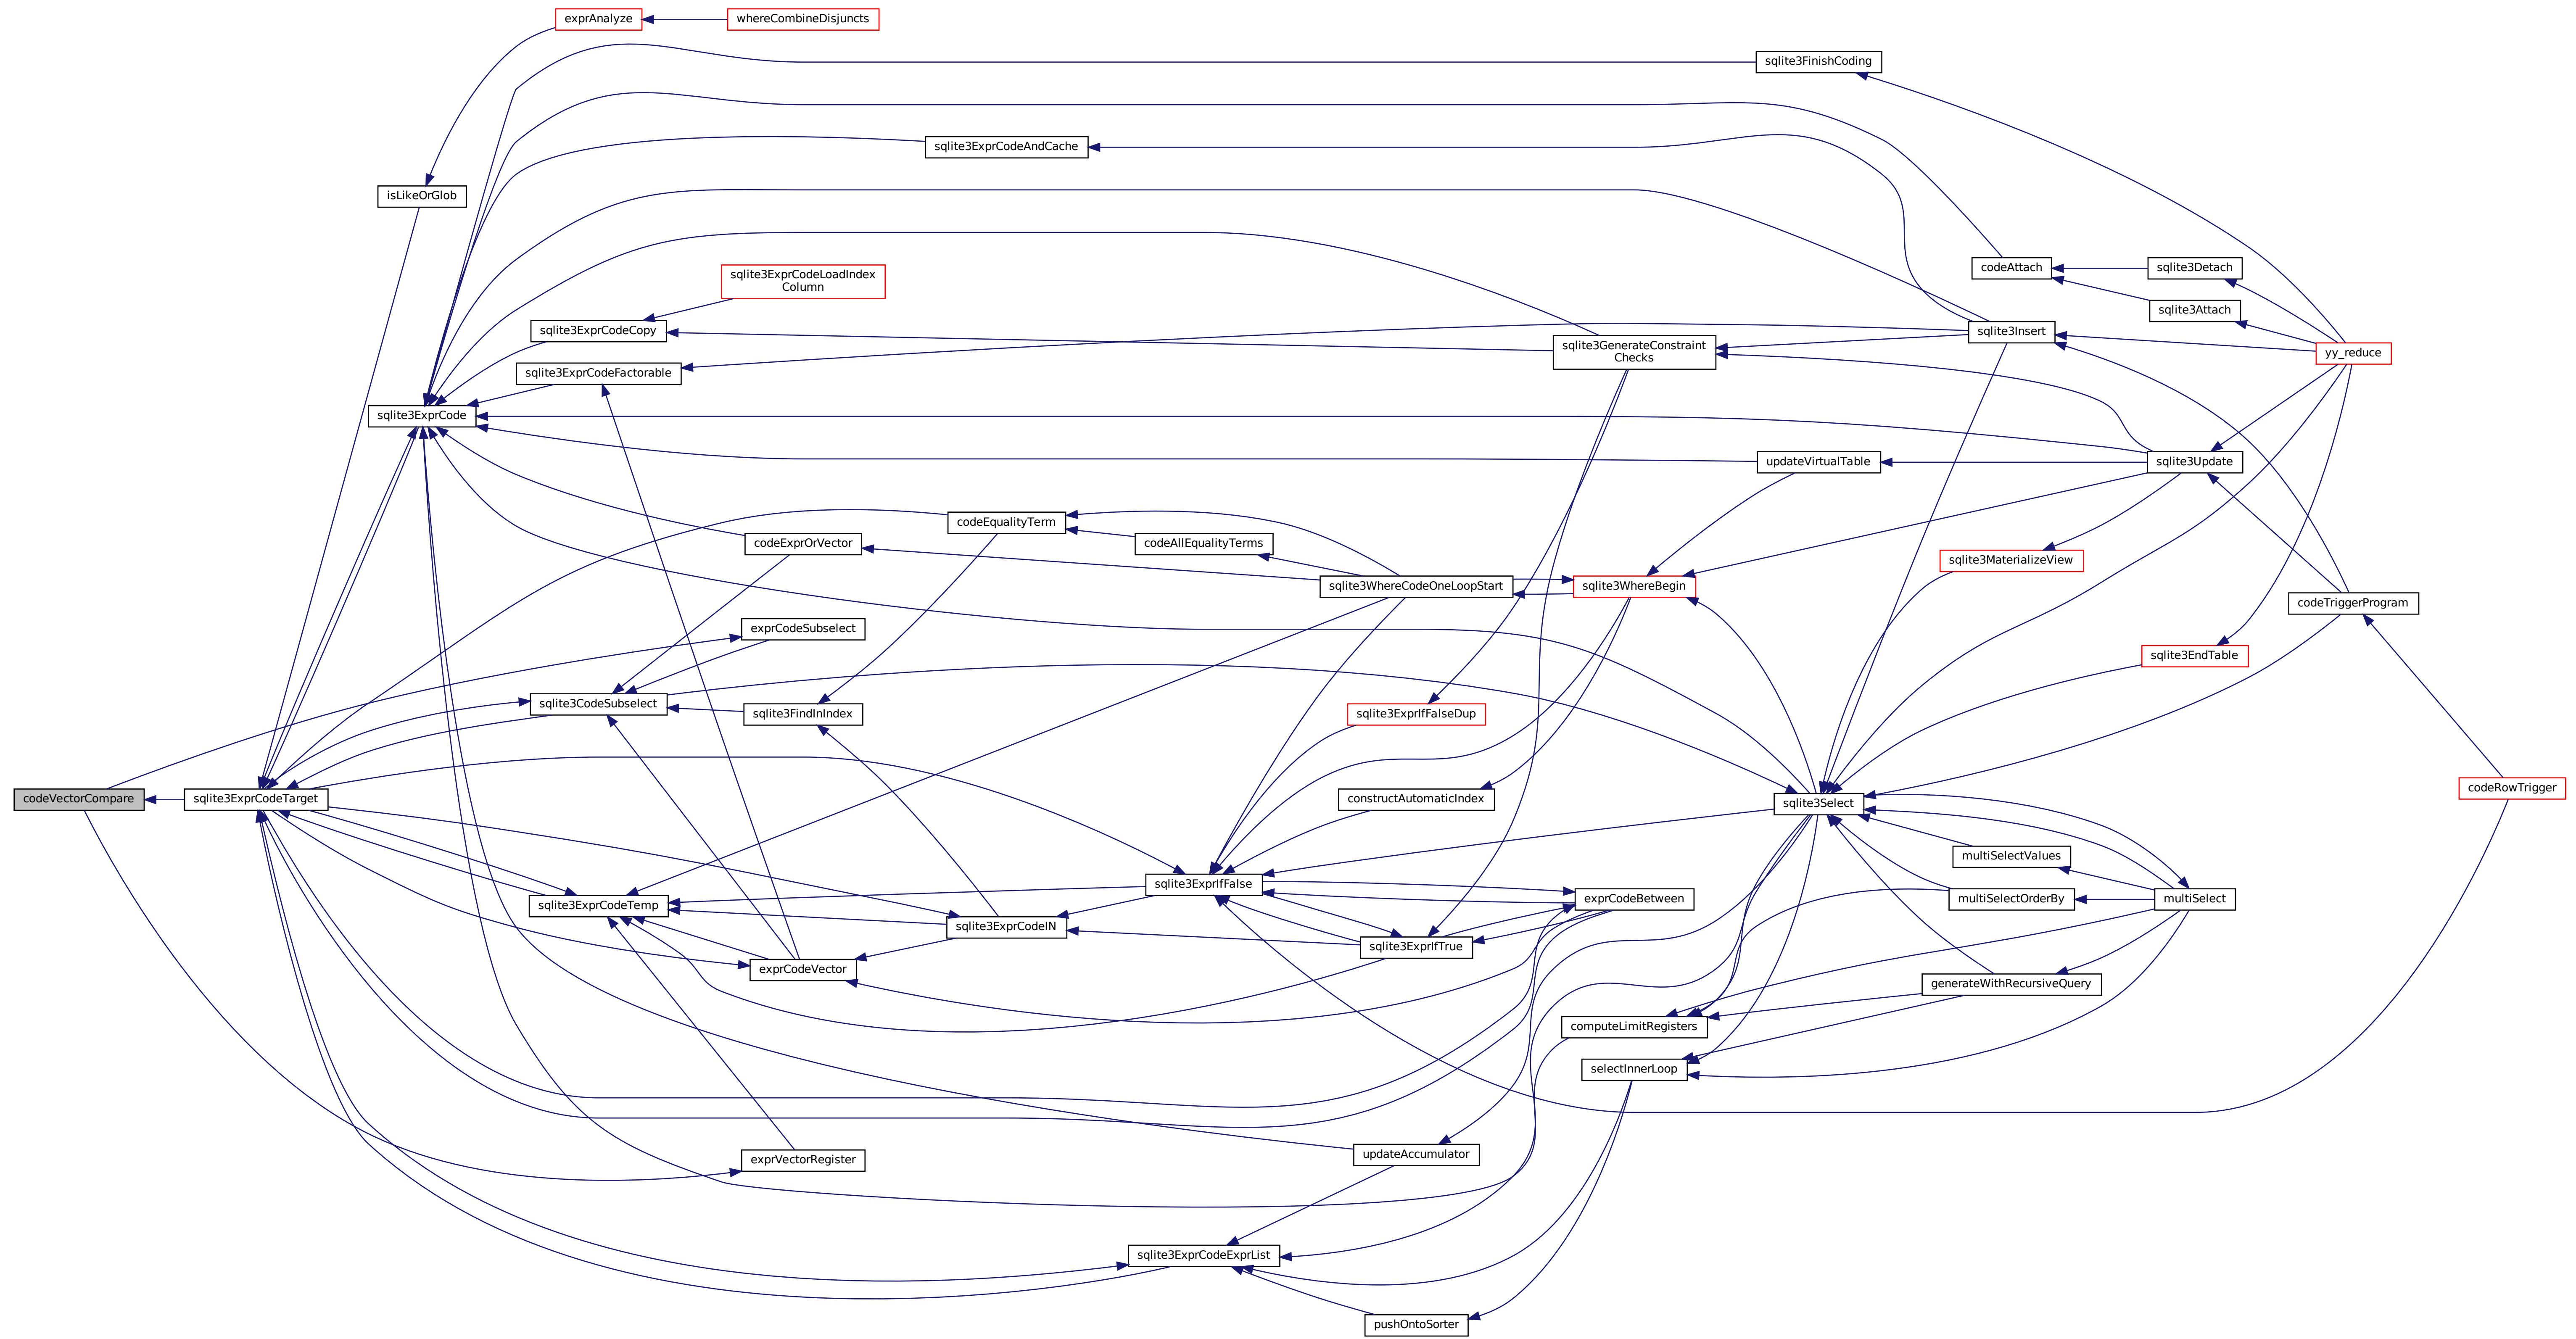 exprAnalyze
whereCombineDisjuncts
sqlite3FinishCoding
sqlite3ExprCodeAndCache
isLikeOrGlob
sqlite3ExprCodeLoadIndex
Column
codeAttach
sqlite3Detach
sqlite3Attach
sqlite3ExprCodeCopy
sqlite3GenerateConstraint
Checks
sqlite3Insert
yy_reduce
sqlite3ExprCodeFactorable
sqlite3ExprCode
updateVirtualTable
sqlite3Update
codeEqualityTerm
codeExprOrVector
codeAllEqualityTerms
sqlite3MaterializeView
sqlite3WhereCodeOneLoopStart
sqlite3WhereBegin
codeTriggerProgram
exprCodeSubselect
sqlite3EndTable
sqlite3CodeSubselect
sqlite3FindInIndex
sqlite3ExprIfFalseDup
codeRowTrigger
codeVectorCompare
sqlite3ExprCodeTarget
constructAutomaticIndex
sqlite3Select
multiSelectValues
sqlite3ExprIfFalse
exprCodeBetween
multiSelectOrderBy
multiSelect
sqlite3ExprCodeTemp
sqlite3ExprCodeIN
sqlite3ExprIfTrue
exprCodeVector
generateWithRecursiveQuery
computeLimitRegisters
selectInnerLoop
exprVectorRegister
updateAccumulator
sqlite3ExprCodeExprList
pushOntoSorter